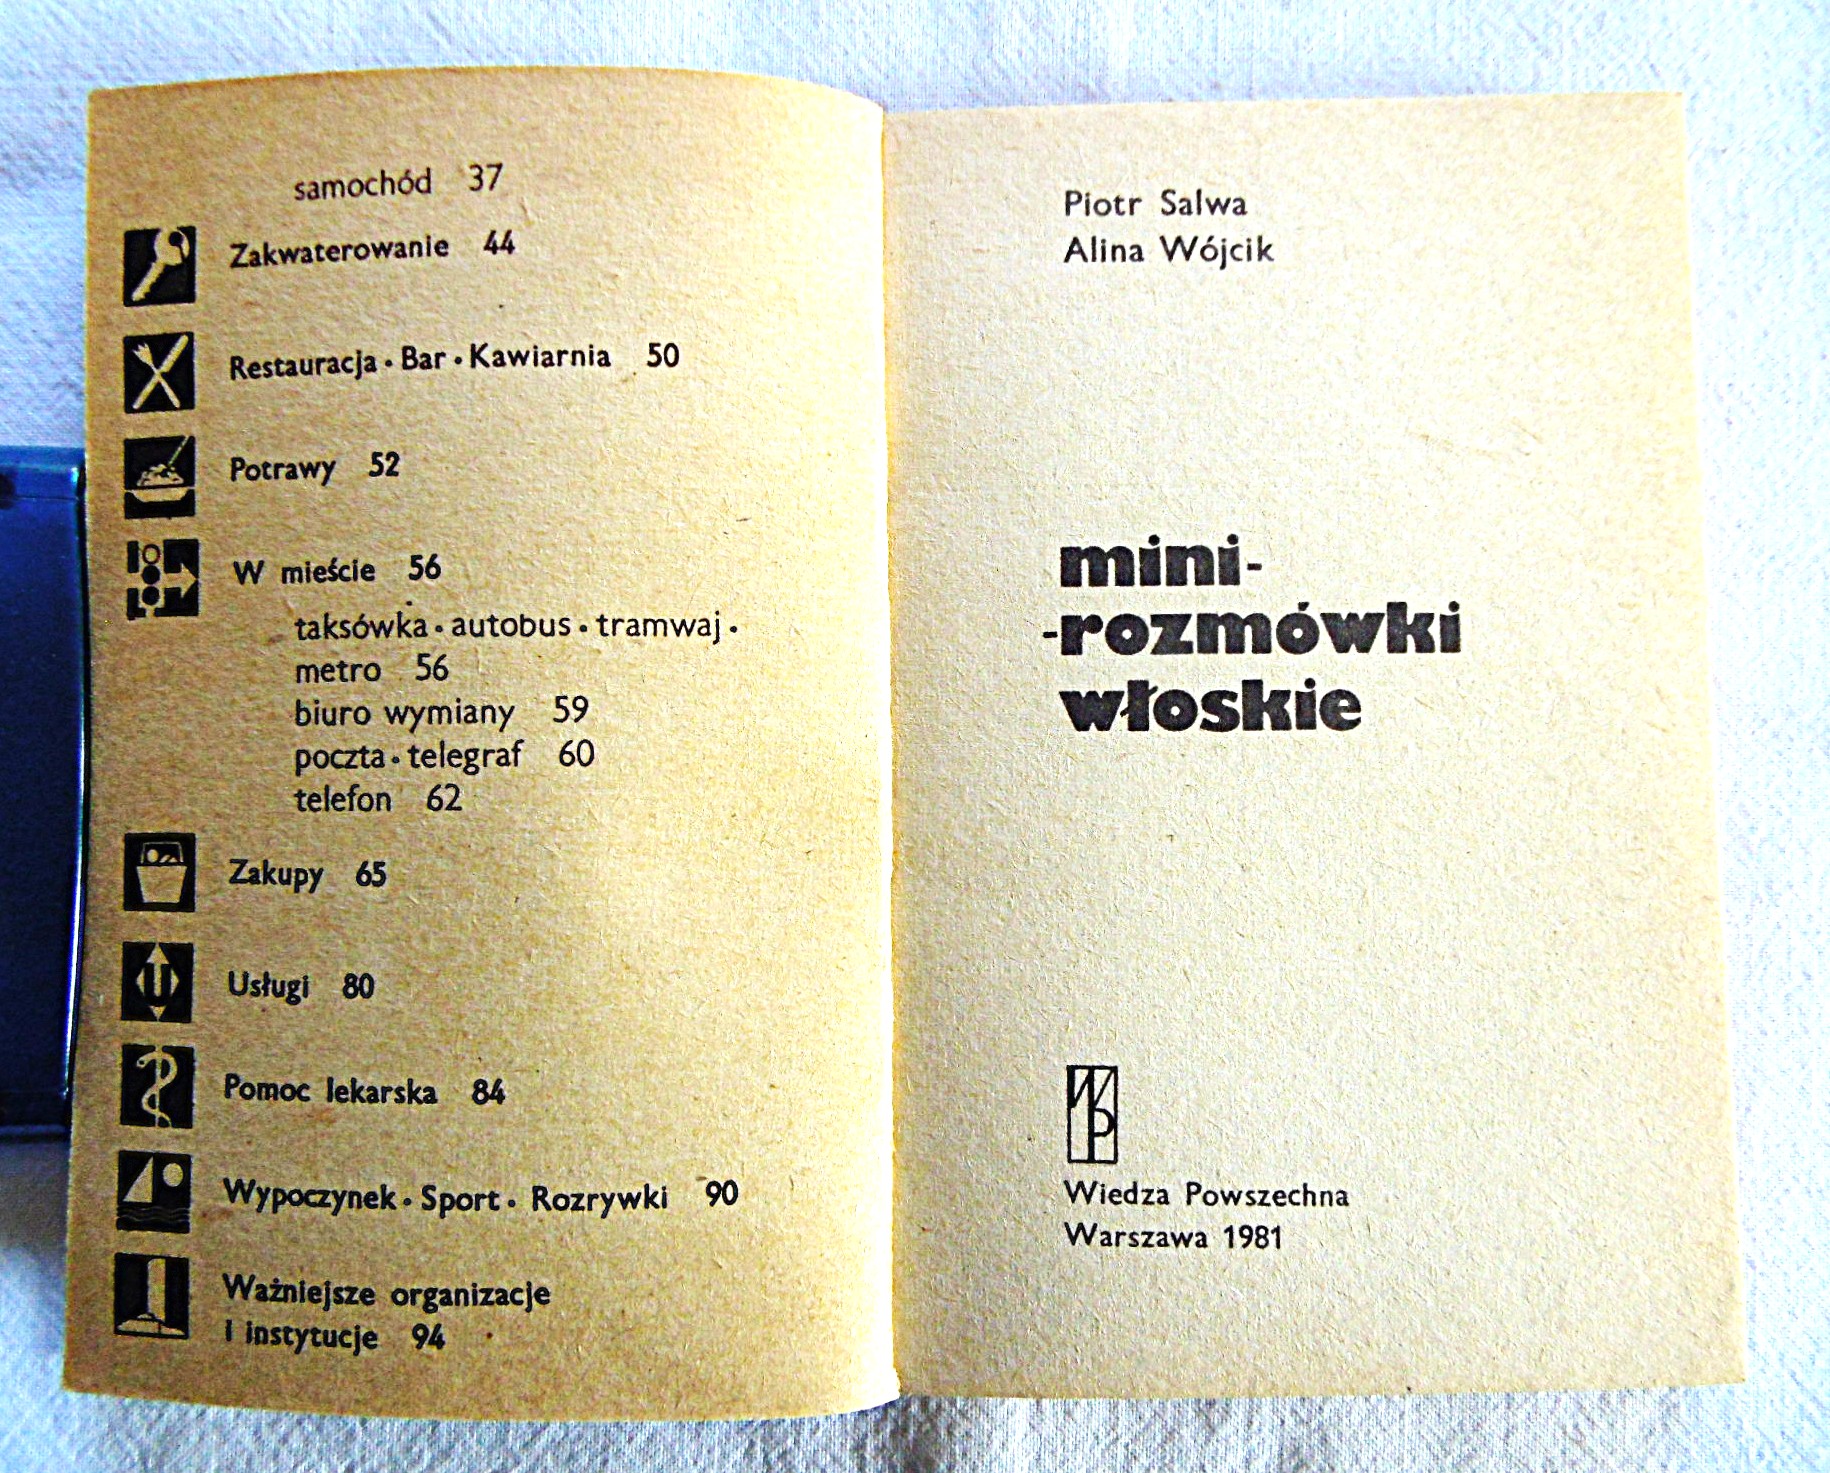 samochód 37
Zakwaterowanie 44
Restauracja • Bar • Kawiarnia 50
Potrawy 52
W mieście 56
taksówka • autobus • tramwaj •
metro 56
biuro wymiany 59
poczta • telegraf 60
telefon 62
Zakupy 65
U
Usługi 80
Pomoc lekarska 84
Wypoczynek • Sport • Rozrywki 90
Ważniejsze organizacje
i instytucje 94
Piotr Salwa
Alina Wójcik
mini-
-rozmówki
włoskie
WP
Wiedza Powszechna
Warszawa 1981